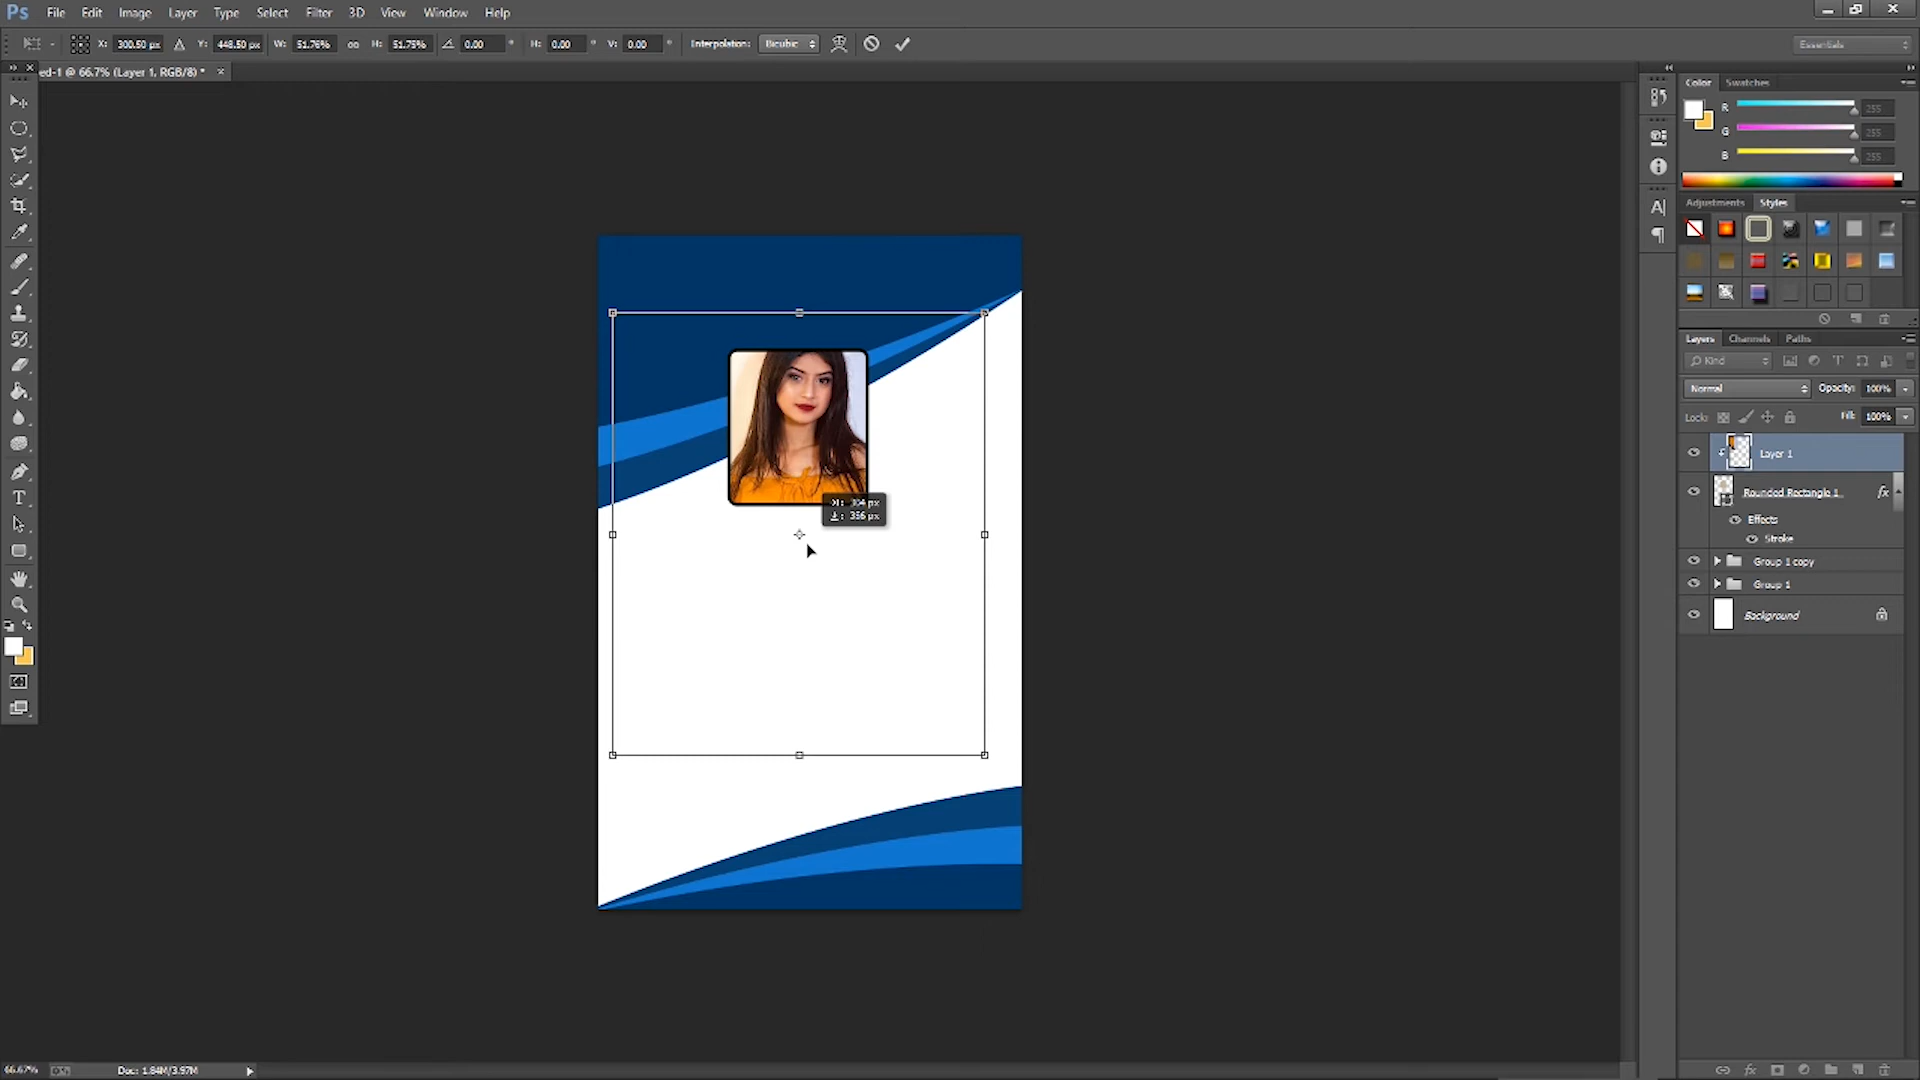 Ps File Edit Image Layer Type Select Filter 3D View Window Help
X: 300.50 px Y: 448.50 px W: 51.76% H: 51.75% 0.00 ° H: 0.00 ° V: 0.00 ° Interpolation: Bicubic Essentials
ed-1 @ 66.7% (Layer 1, RGB/8) * ×
Color Swatches
R 255
G 255
B 255
Adjustments Styles
Layers Channels Paths
Kind
Normal Opacity: 100%
Lock: Fill: 100%
Layer 1
Rounded Rectangle 1 fx
Effects
Stroke
Group 1 copy
Group 1
Background
304 px
356 px
66.67% Doc: 1.84M/3.97M